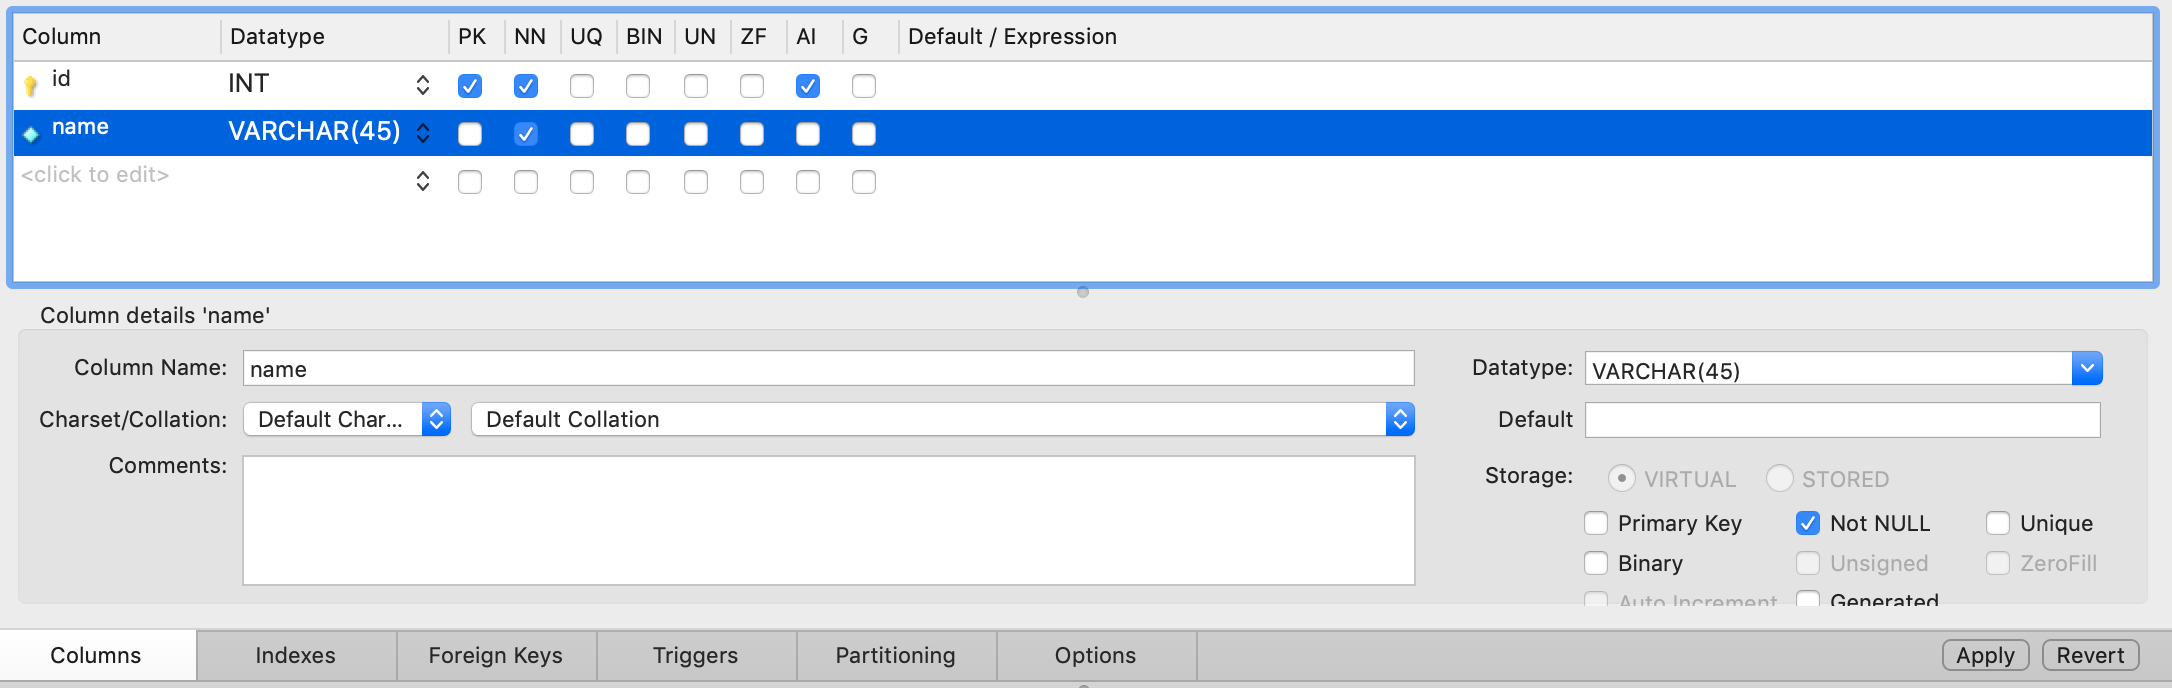 Column Datatype PK NN UQ BIN UN ZF AI G Default / Expression
id INT
name VARCHAR(45)
<click to edit>
Column details 'name'
Column Name: name Datatype: VARCHAR(45)
Charset/Collation: Default Char... Default Collation Default
Comments: Storage: VIRTUAL STORED
Primary Key Not NULL Unique
Binary Unsigned ZeroFill
Auto Increment Generated
Columns Indexes Foreign Keys Triggers Partitioning Options Apply Revert